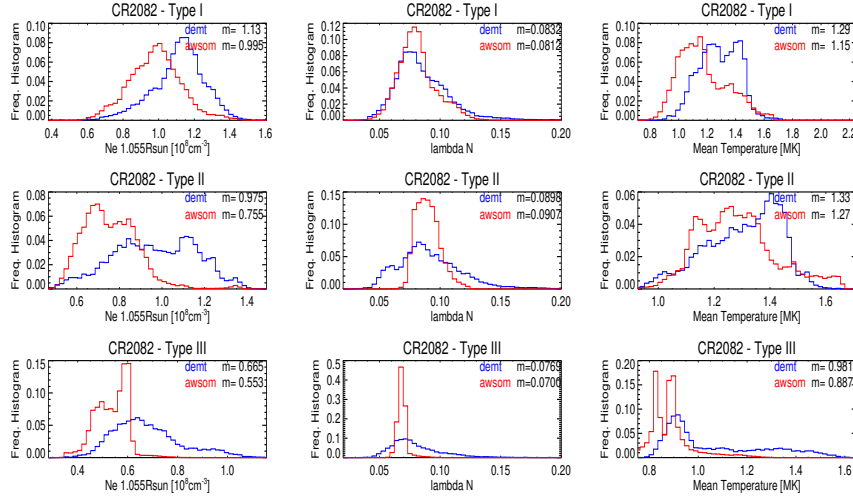 CR2082 - Type I
Freq. Histogram
0.10
0.08
0.06
0.04
0.02
0.00
demt m= 1.13
awsom m= 0.995
0.4 0.6 0.8 1.0 1.2 1.4 1.6
Ne 1.055Rsun [10^8cm^-3]
CR2082 - Type I
Freq. Histogram
0.12
0.10
0.08
0.06
0.04
0.02
0.00
demt m=0.0832
awsom m=0.0812
0.05 0.10 0.15 0.20
lambda N
CR2082 - Type I
Freq. Histogram
0.10
0.08
0.06
0.04
0.02
0.00
demt m= 1.29
awsom m= 1.15
0.8 1.0 1.2 1.4 1.6 1.8 2.0 2.2
Mean Temperature [MK]
CR2082 - Type II
Freq. Histogram
0.08
0.06
0.04
0.02
0.00
demt m= 0.975
awsom m= 0.755
0.6 0.8 1.0 1.2 1.4
Ne 1.055Rsun [10^8cm^-3]
CR2082 - Type II
Freq. Histogram
0.15
0.10
0.05
0.00
demt m=0.0898
awsom m=0.0907
0.05 0.10 0.15 0.20
lambda N
CR2082 - Type II
Freq. Histogram
0.06
0.04
0.02
0.00
demt m= 1.33
awsom m= 1.27
1.0 1.2 1.4 1.6
Mean Temperature [MK]
CR2082 - Type III
Freq. Histogram
0.15
0.10
0.05
0.00
demt m= 0.665
awsom m= 0.553
0.4 0.6 0.8 1.0
Ne 1.055Rsun [10^8cm^-3]
CR2082 - Type III
Freq. Histogram
0.5
0.4
0.3
0.2
0.1
0.0
demt m=0.0769
awsom m=0.0700
0.05 0.10 0.15 0.20
lambda N
CR2082 - Type III
Freq. Histogram
0.20
0.15
0.10
0.05
0.00
demt m= 0.981
awsom m= 0.887
0.8 1.0 1.2 1.4 1.6
Mean Temperature [MK]